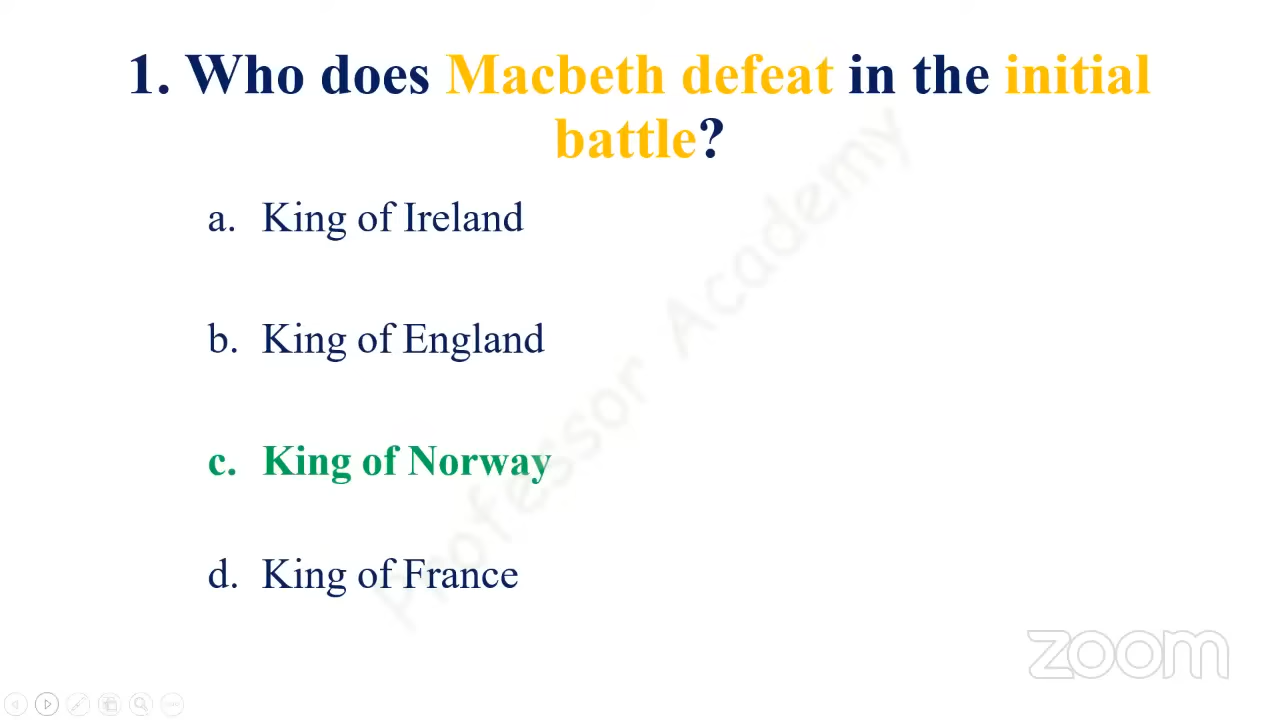 1. Who does Macbeth defeat in the initial
battle?
a. King of Ireland
b. King of England
c. King of Norway
d. King of France
Professor Academy
zoom